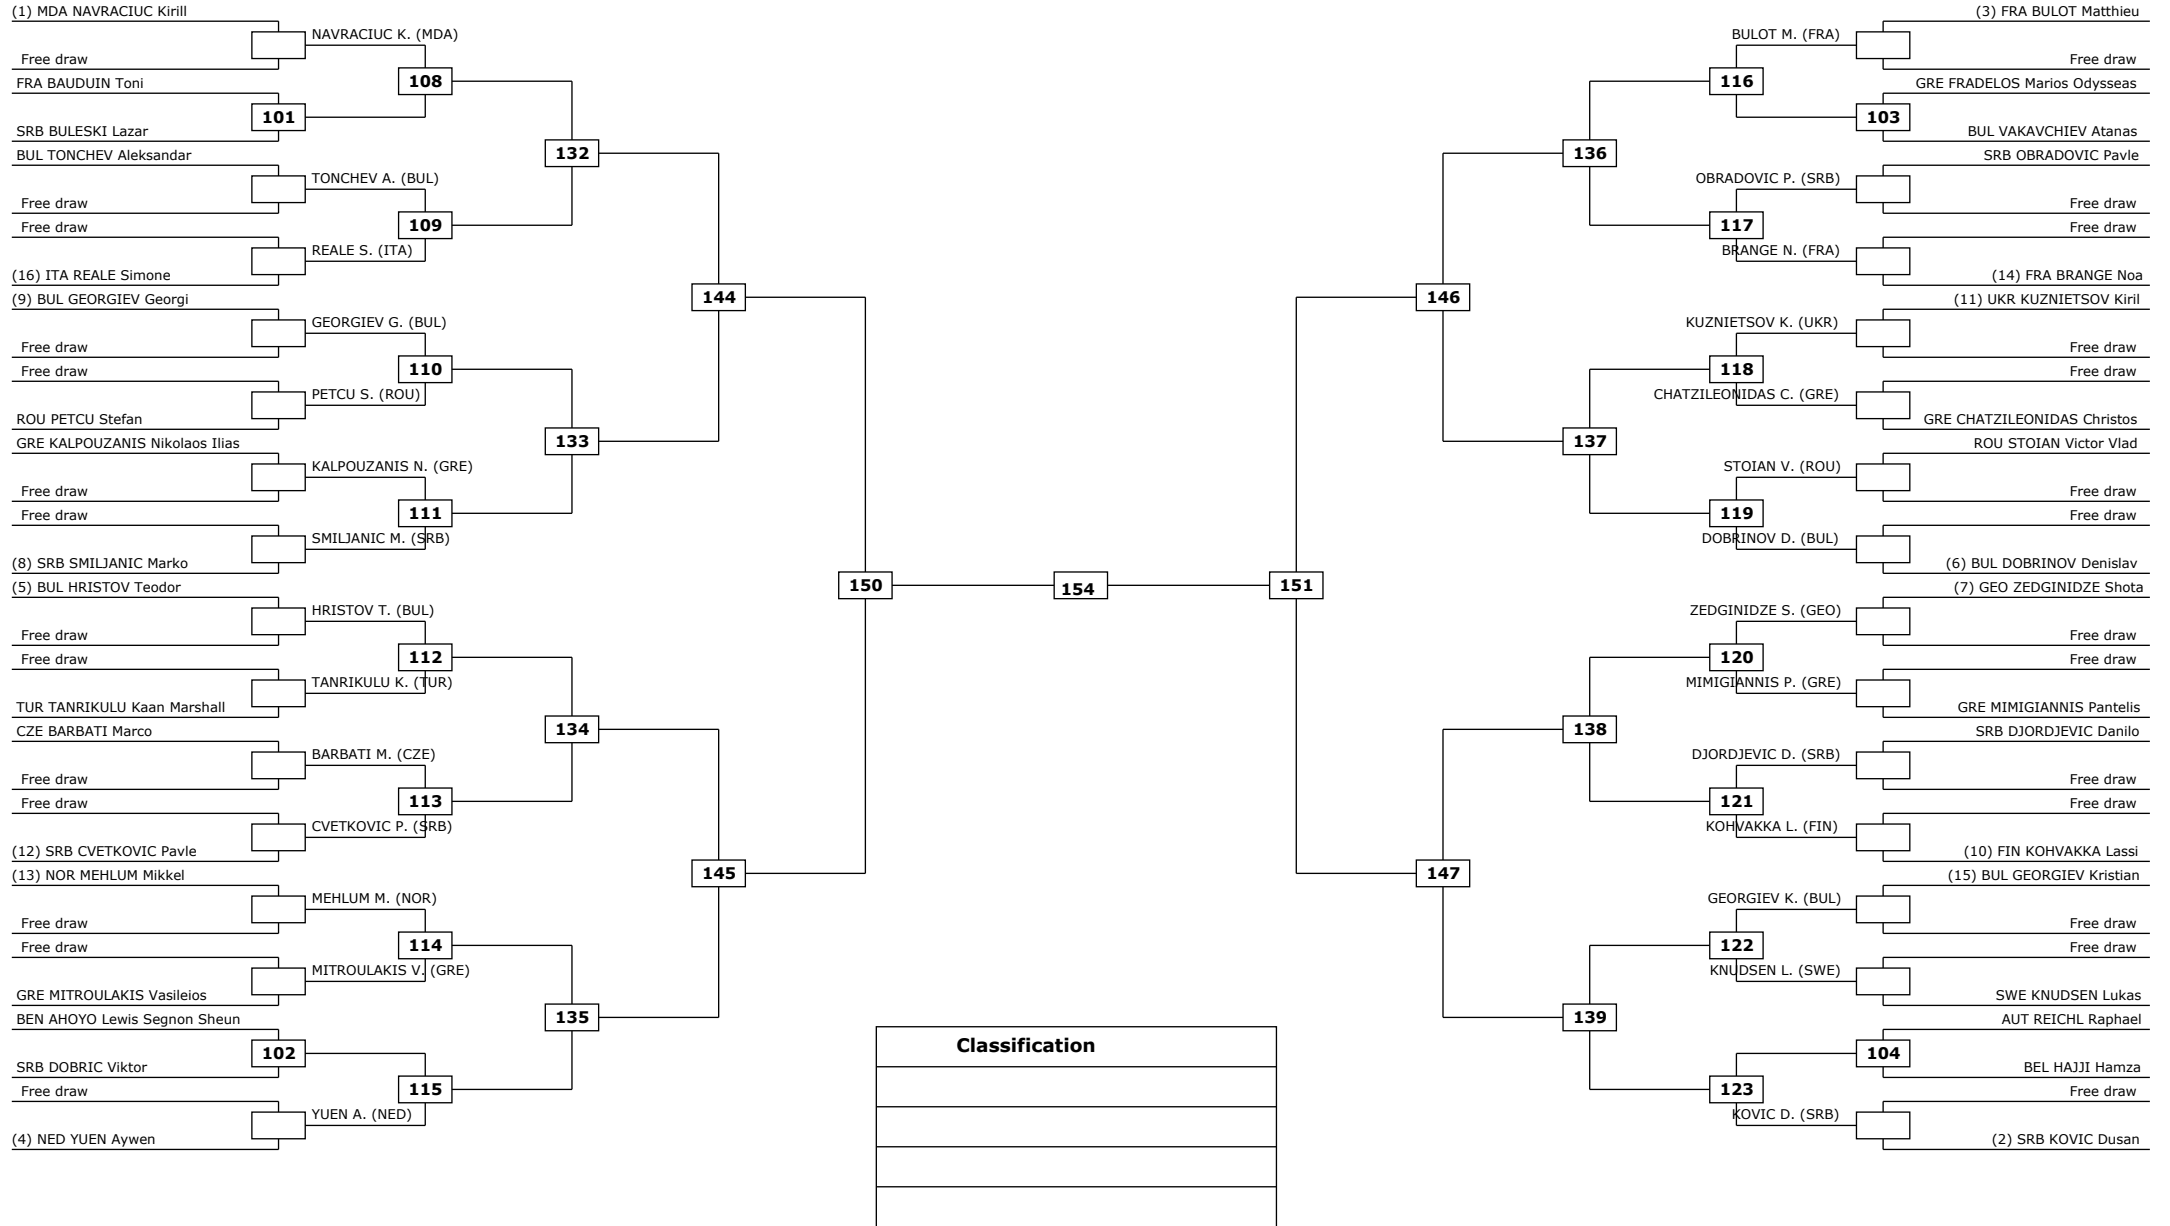 (1) MDA NAVRACIUC Kirill
NAVRACIUC K. (MDA)
Free draw
FRA BAUDUIN Toni
108
101
SRB BULESKI Lazar
BUL TONCHEV Aleksandar
132
TONCHEV A. (BUL)
Free draw
Free draw
109
REALE S. (ITA)
(16) ITA REALE Simone
(9) BUL GEORGIEV Georgi
144
GEORGIEV G. (BUL)
Free draw
Free draw
110
PETCU S. (ROU)
ROU PETCU Stefan
GRE KALPOUZANIS Nikolaos Ilias
133
KALPOUZANIS N. (GRE)
Free draw
Free draw
111
SMILJANIC M. (SRB)
(8) SRB SMILJANIC Marko
(5) BUL HRISTOV Teodor
150
HRISTOV T. (BUL)
Free draw
Free draw
112
TANRIKULU K. (TUR)
TUR TANRIKULU Kaan Marshall
CZE BARBATI Marco
134
BARBATI M. (CZE)
Free draw
Free draw
113
CVETKOVIC P. (SRB)
(12) SRB CVETKOVIC Pavle
(13) NOR MEHLUM Mikkel
145
MEHLUM M. (NOR)
Free draw
Free draw
114
MITROULAKIS V. (GRE)
GRE MITROULAKIS Vasileios
BEN AHOYO Lewis Segnon Sheun
135
102
SRB DOBRIC Viktor
Free draw
115
YUEN A. (NED)
(4) NED YUEN Aywen
154
(3) FRA BULOT Matthieu
BULOT M. (FRA)
Free draw
GRE FRADELOS Marios Odysseas
116
103
BUL VAKAVCHIEV Atanas
SRB OBRADOVIC Pavle
136
OBRADOVIC P. (SRB)
Free draw
Free draw
117
BRANGE N. (FRA)
(14) FRA BRANGE Noa
(11) UKR KUZNIETSOV Kiril
146
KUZNIETSOV K. (UKR)
Free draw
Free draw
118
CHATZILEONIDAS C. (GRE)
GRE CHATZILEONIDAS Christos
ROU STOIAN Victor Vlad
137
STOIAN V. (ROU)
Free draw
Free draw
119
DOBRINOV D. (BUL)
(6) BUL DOBRINOV Denislav
(7) GEO ZEDGINIDZE Shota
151
ZEDGINIDZE S. (GEO)
Free draw
Free draw
120
MIMIGIANNIS P. (GRE)
GRE MIMIGIANNIS Pantelis
SRB DJORDJEVIC Danilo
138
DJORDJEVIC D. (SRB)
Free draw
Free draw
121
KOHVAKKA L. (FIN)
(10) FIN KOHVAKKA Lassi
(15) BUL GEORGIEV Kristian
147
GEORGIEV K. (BUL)
Free draw
Free draw
122
KNUDSEN L. (SWE)
SWE KNUDSEN Lukas
AUT REICHL Raphael
139
104
BEL HAJJI Hamza
Free draw
123
KOVIC D. (SRB)
(2) SRB KOVIC Dusan
Classification